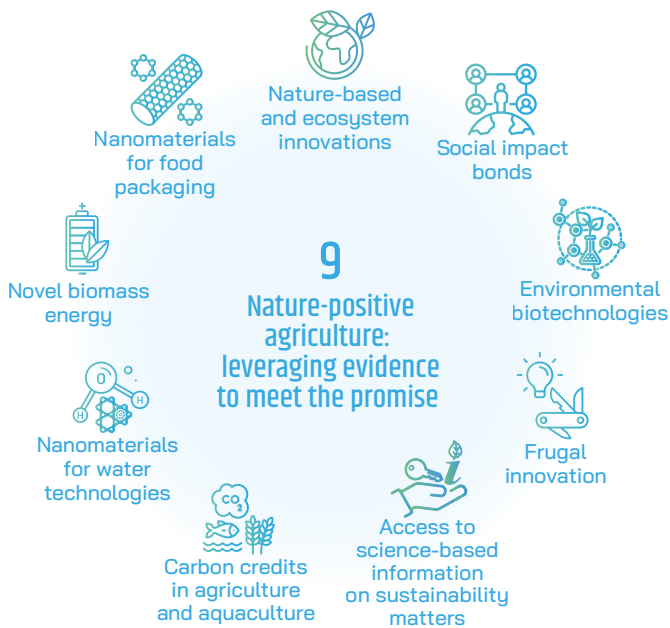 Nature-based
and ecosystem
innovations
Social impact
bonds
Environmental
biotechnologies
Frugal
innovation
Access to
science-based
information
on sustainability
matters
Carbon credits
in agriculture
and aquaculture
Nanomaterials
for water
technologies
Novel biomass
energy
Nanomaterials
for food
packaging
9
Nature-positive
agriculture:
leveraging evidence
to meet the promise
CO2
O
H
H
i